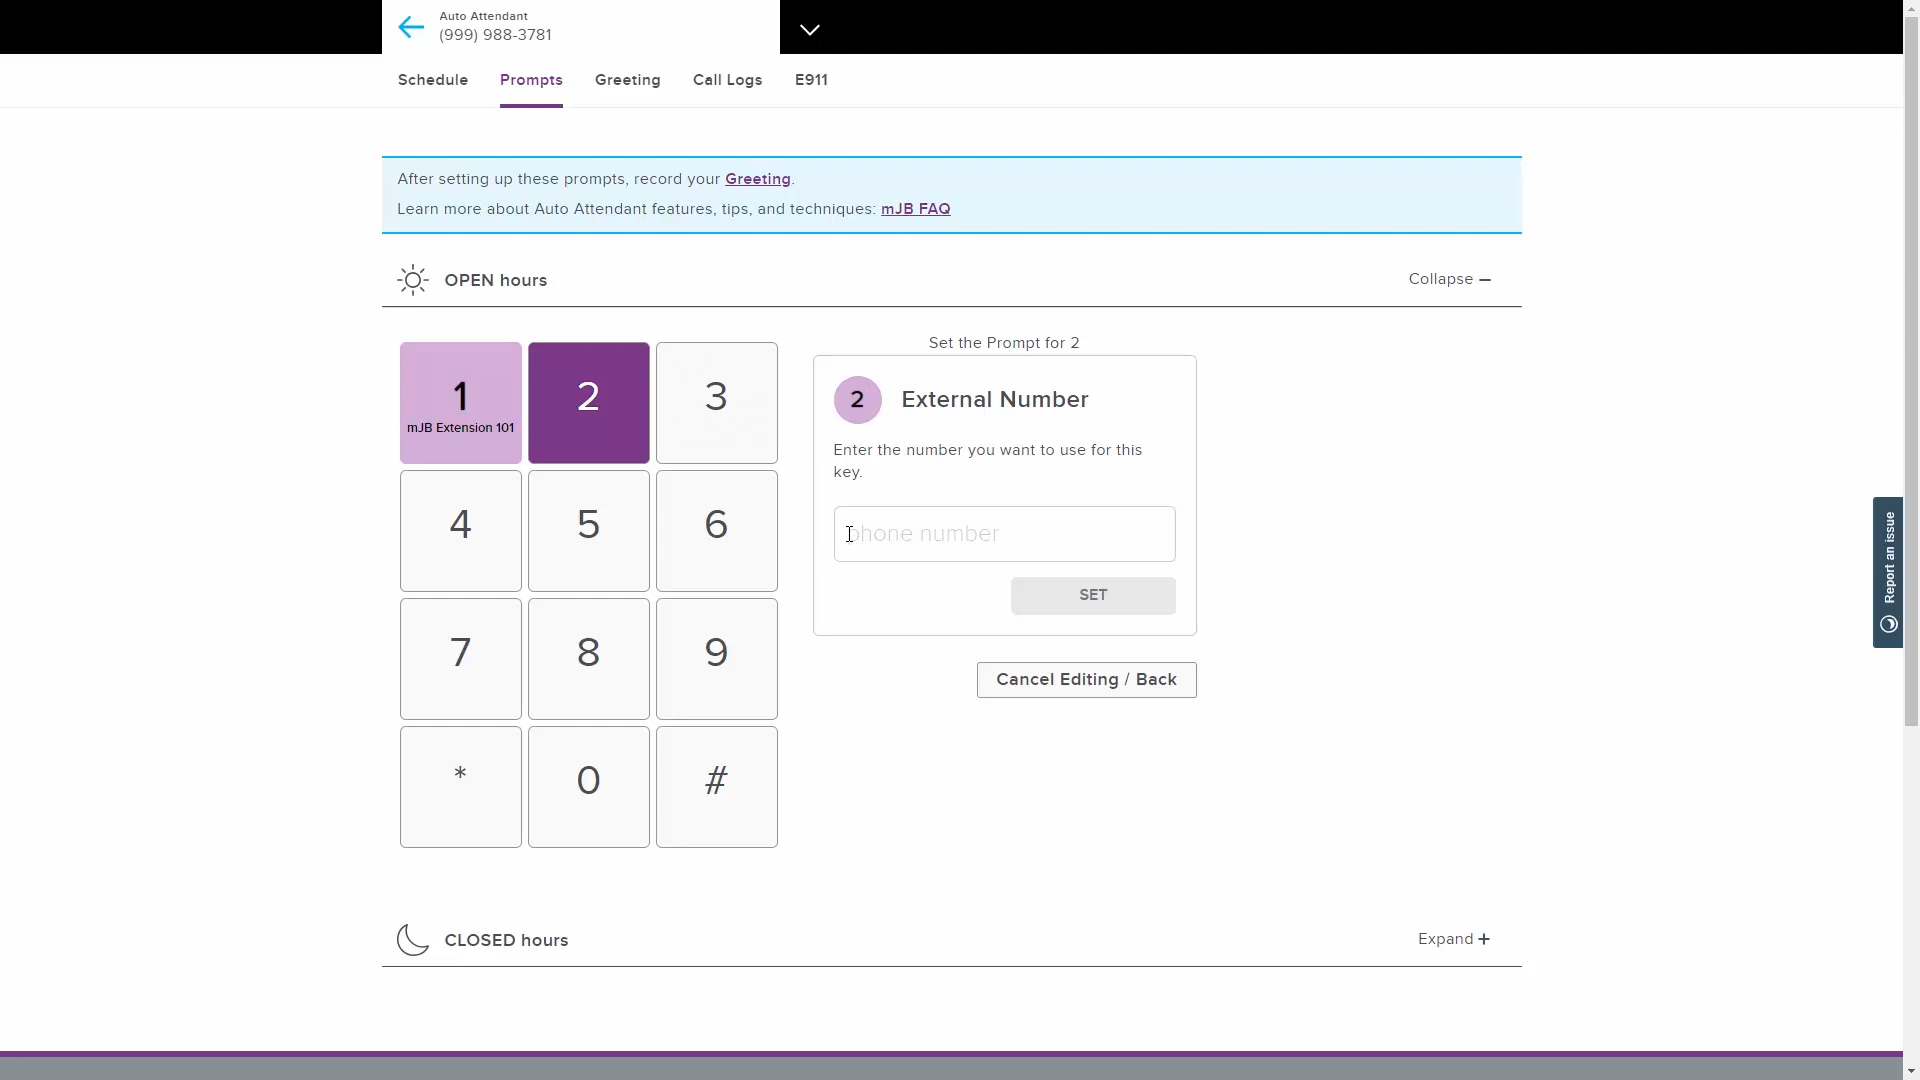 Auto Attendant
(999) 988-3781
Schedule Prompts Greeting Call Logs E911
After setting up these prompts, record your Greeting.
Learn more about Auto Attendant features, tips, and techniques: mJB FAQ
OPEN hours
Collapse −
1
mJB Extension 101
2
3
4
5
6
7
8
9
*
0
#
Set the Prompt for 2
2 External Number
Enter the number you want to use for this
key.
phone number
SET
Cancel Editing / Back
CLOSED hours
Expand +
Report an issue